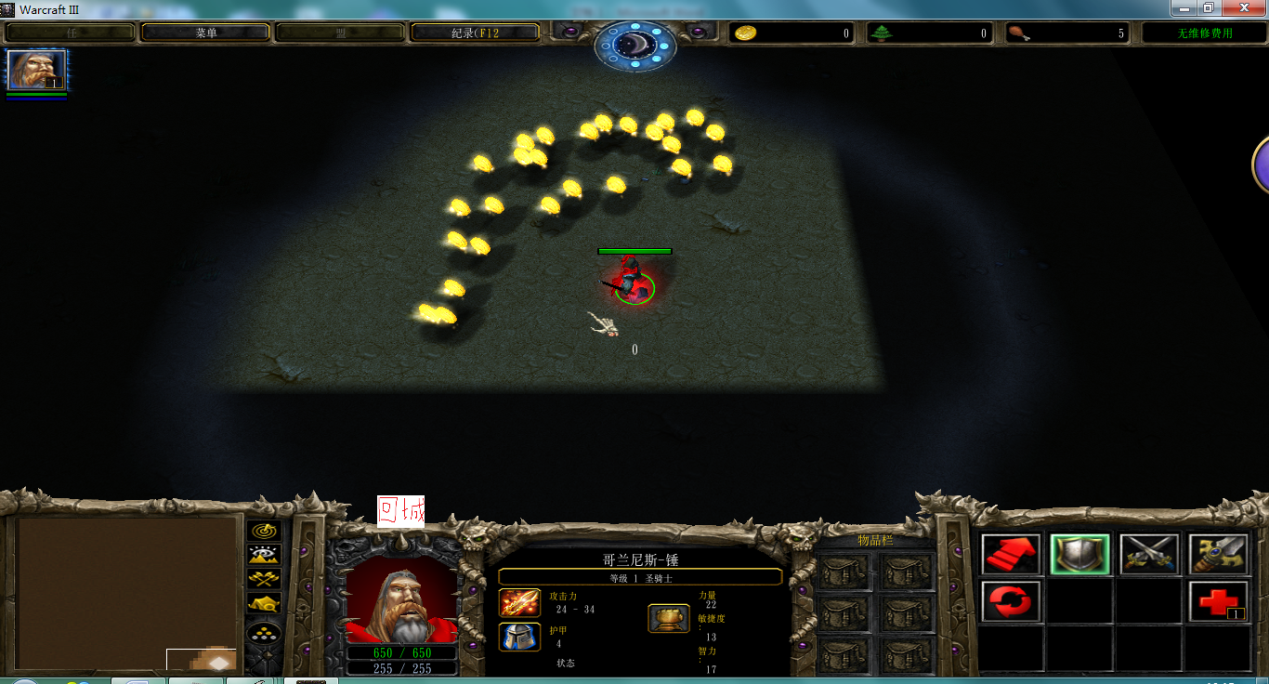 Warcraft III
任
菜单
盟
纪录(F12
0
0
5
无维修费用
1
0
回城
哥兰尼斯-锤
等级 1 圣骑士
攻击力
24 - 34
护甲
:
4
状态
力量
22
敏捷度
:
13
智力
:
17
物品栏
650 / 650
255 / 255
1